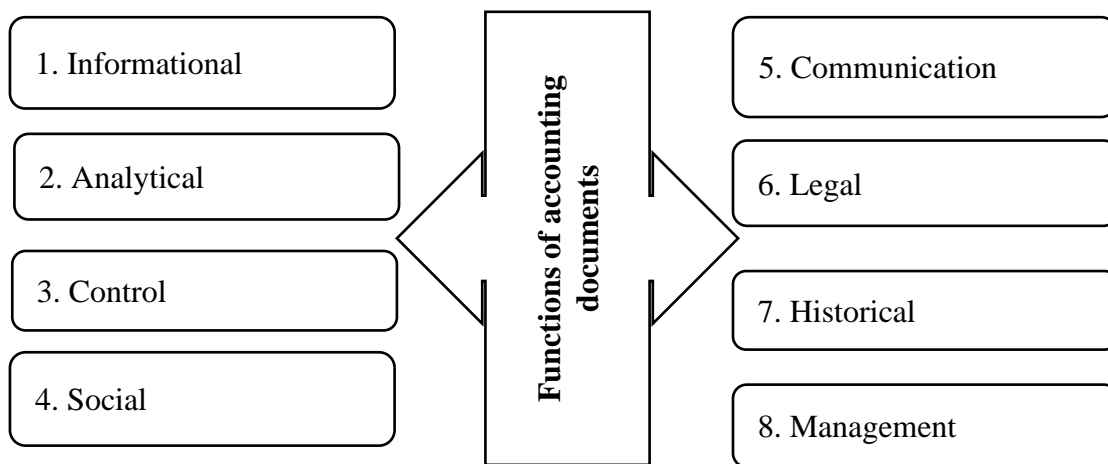 1. Informational
2. Analytical
3. Control
4. Social
Functions of accounting
documents
5. Communication
6. Legal
7. Historical
8. Management